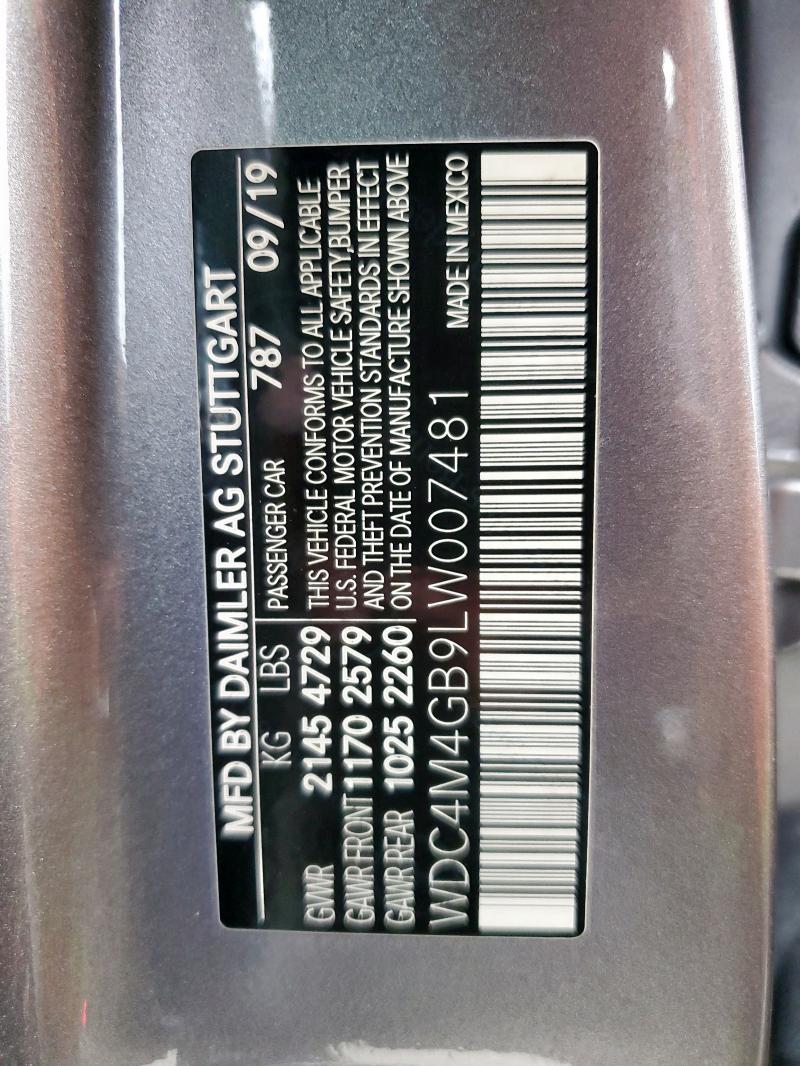 MFD BY DAIMLER AG STUTTGART
KG LBS PASSENGER CAR 787 09/19
GVWR 2145 4729 THIS VEHICLE CONFORMS TO ALL APPLICABLE
GAWR FRONT 1170 2579 U.S. FEDERAL MOTOR VEHICLE SAFETY,BUMPER
AND THEFT PREVENTION STANDARDS IN EFFECT
GAWR REAR 1025 2260 ON THE DATE OF MANUFACTURE SHOWN ABOVE
WDC4M4GB9LW007481 MADE IN MEXICO